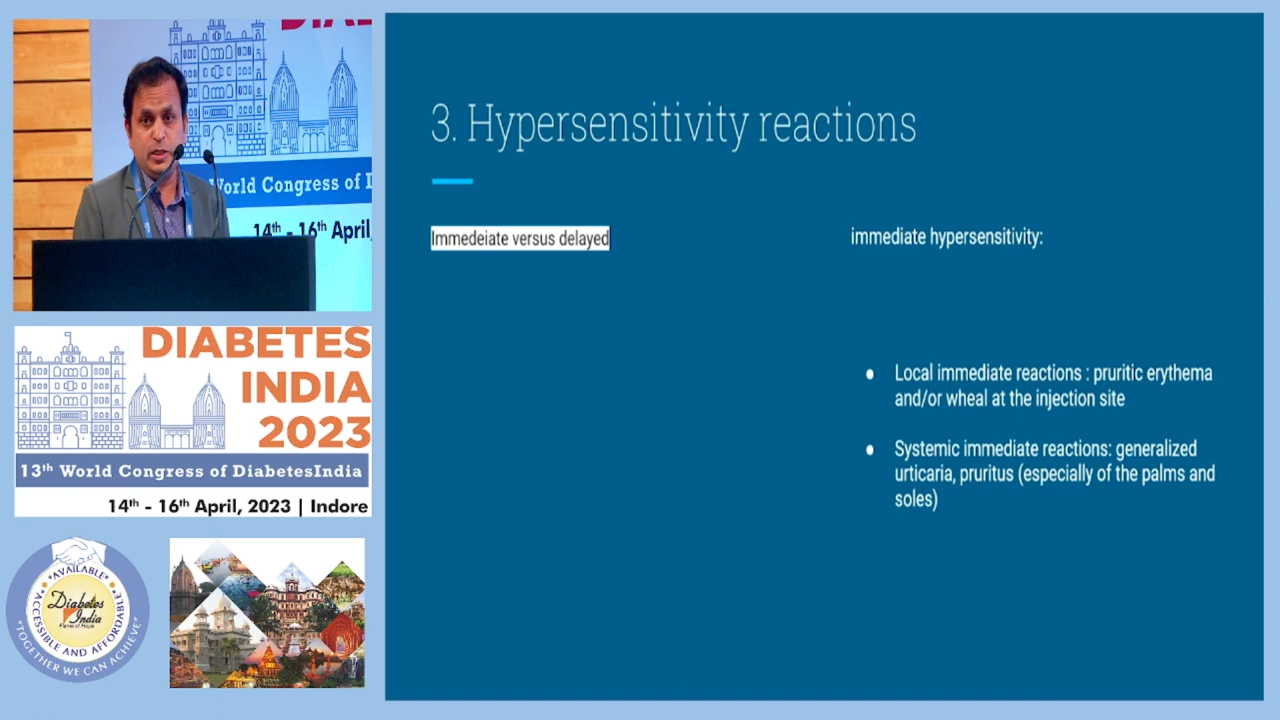 World Congress of D
14th - 16th April,
DIABETES
INDIA
2023
13th World Congress of DiabetesIndia
14th - 16th April, 2023 | Indore
"AVAILABLE"
"ACCESSIBLE AND AFFORDABLE"
"TOGETHER WE CAN ACHIEVE"
Diabetes
India
Flame of Hope
3. Hypersensitivity reactions
Immedeiate versus delayed
immediate hypersensitivity:
● Local immediate reactions : pruritic erythema
and/or wheal at the injection site
● Systemic immediate reactions: generalized
urticaria, pruritus (especially of the palms and
soles)